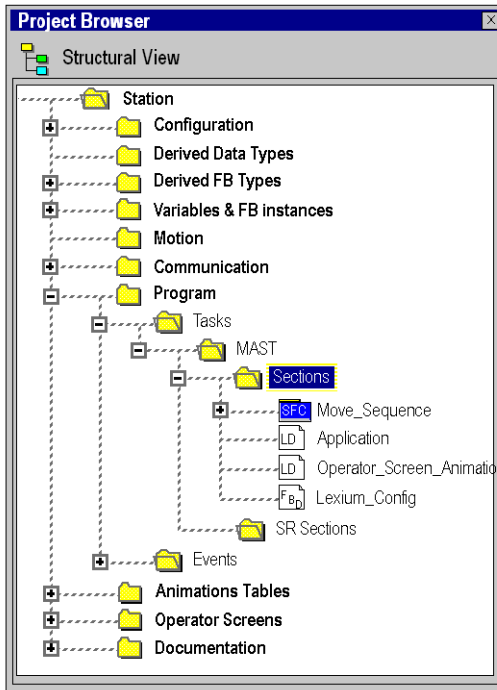 Project Browser
Structural View
Station
Configuration
Derived Data Types
Derived FB Types
Variables & FB instances
Motion
Communication
Program
Tasks
MAST
Sections
SFC Move_Sequence
LD Application
LD Operator_Screen_Animatio
FBD Lexium_Config
SR Sections
Events
Animations Tables
Operator Screens
Documentation